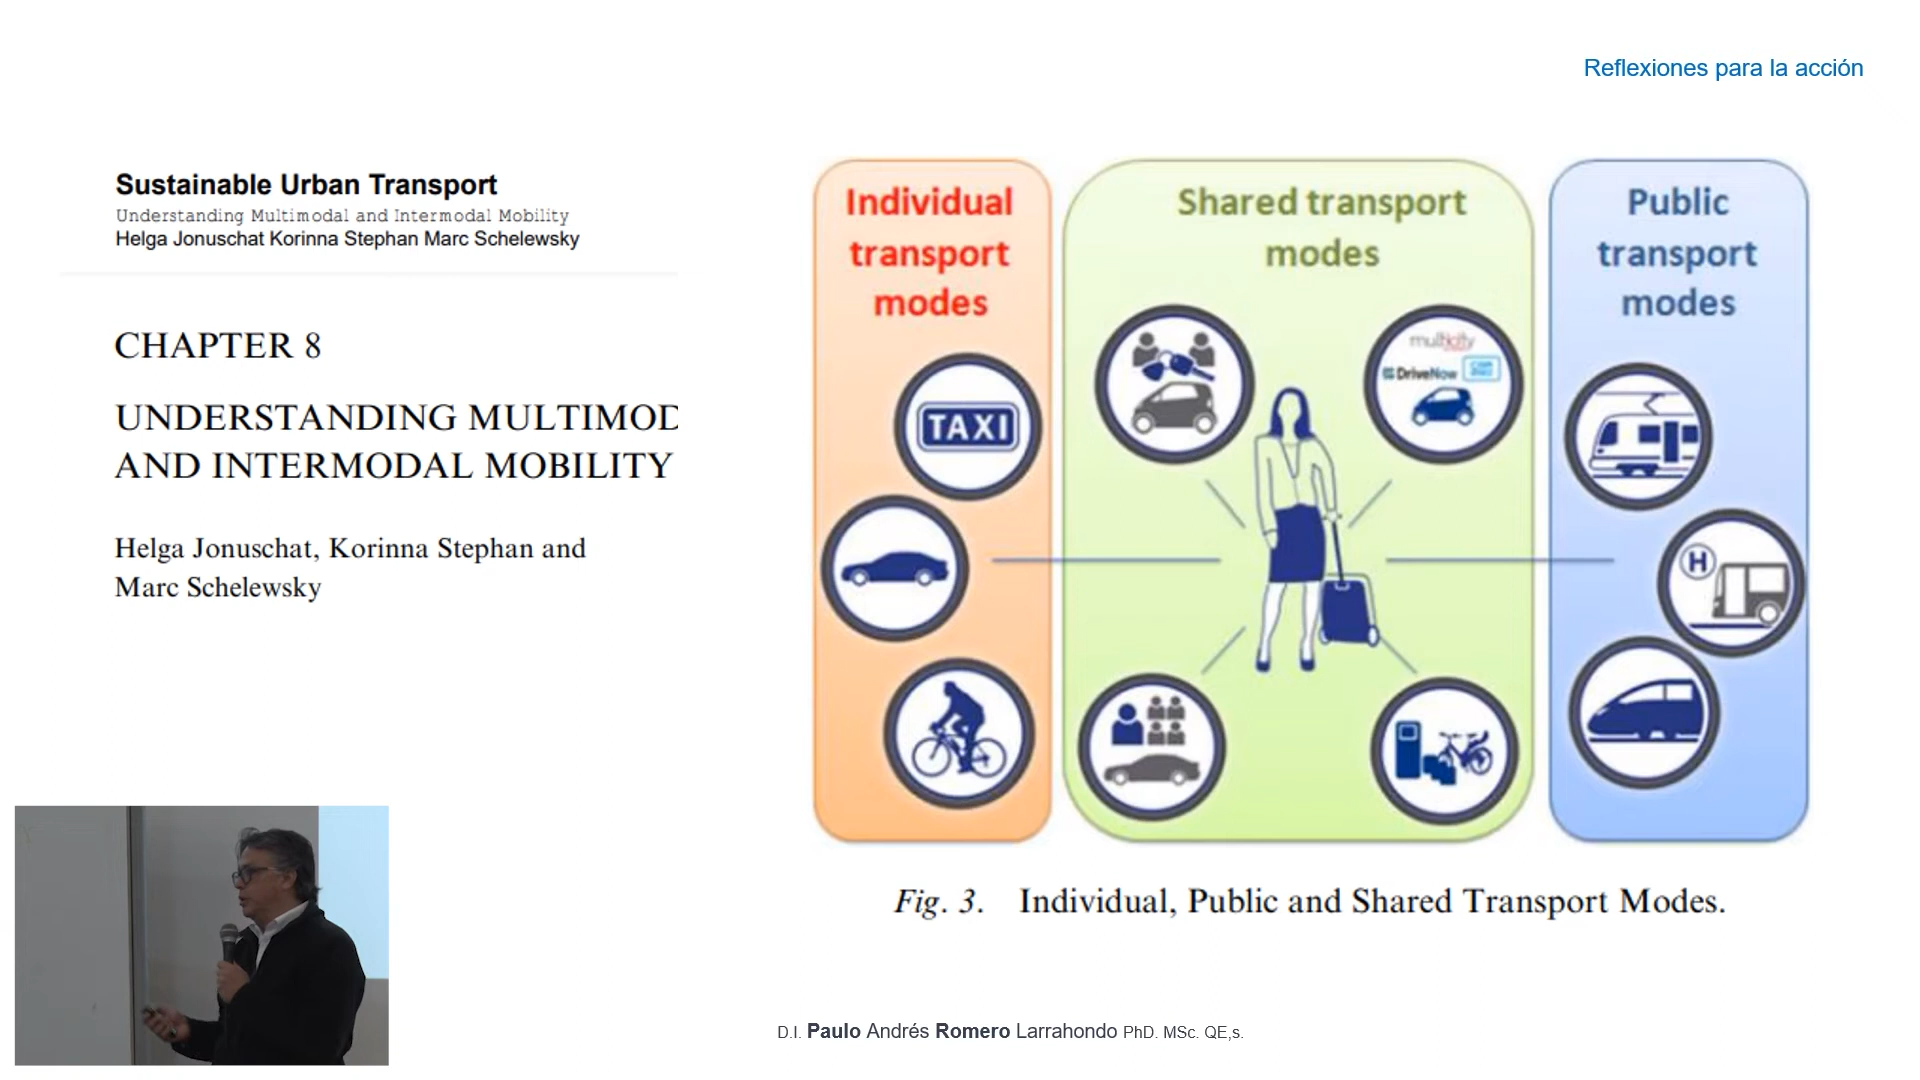 Reflexiones para la acción
Sustainable Urban Transport
Understanding Multimodal and Intermodal Mobility
Helga Jonuschat Korinna Stephan Marc Schelewsky
CHAPTER 8
UNDERSTANDING MULTIMOD
AND INTERMODAL MOBILITY
Helga Jonuschat, Korinna Stephan and
Marc Schelewsky
Individual
transport
modes
TAXI
Shared transport
modes
multicity
DriveNow
Public
transport
modes
H
Fig. 3. Individual, Public and Shared Transport Modes.
D.I. Paulo Andrés Romero Larrahondo PhD. MSc. QE,s.